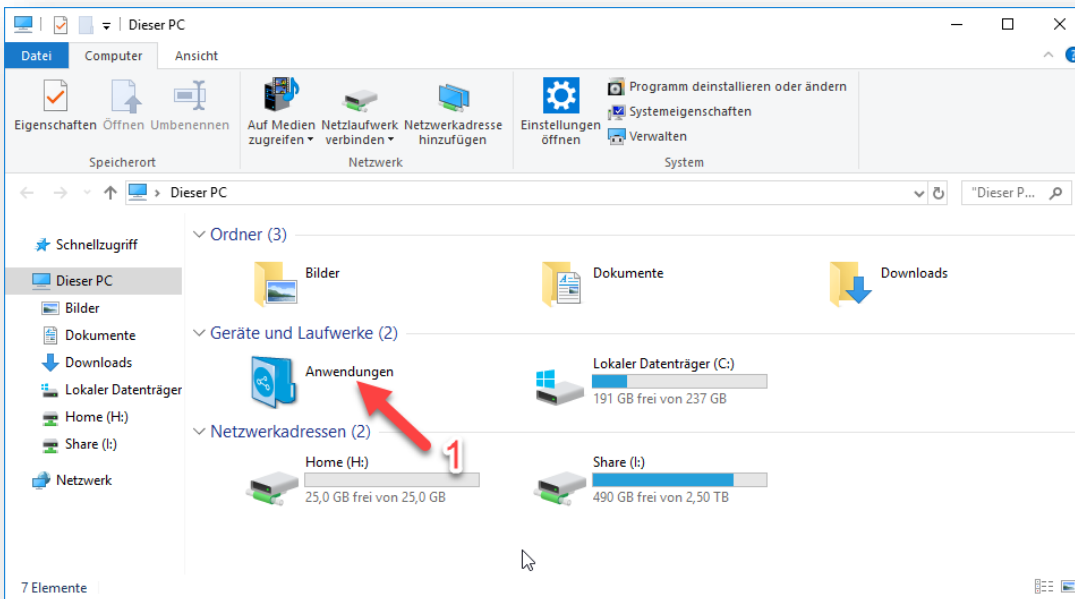 Dieser PC
Datei Computer Ansicht
Eigenschaften Öffnen Umbenennen
Auf Medien zugreifen
Netzlaufwerk verbinden
Netzwerkadresse hinzufügen
Einstellungen öffnen
Programm deinstallieren oder ändern
Systemeigenschaften
Verwalten
Speicherort Netzwerk System
Dieser PC
"Dieser P...
Schnellzugriff
Dieser PC
Bilder
Dokumente
Downloads
Lokaler Datenträger
Home (H:)
Share (I:)
Netzwerk
Ordner (3)
Bilder
Dokumente
Downloads
Geräte und Laufwerke (2)
Anwendungen
Lokaler Datenträger (C:)
191 GB frei von 237 GB
1
Netzwerkadressen (2)
Home (H:)
25,0 GB frei von 25,0 GB
Share (I:)
490 GB frei von 2,50 TB
7 Elemente